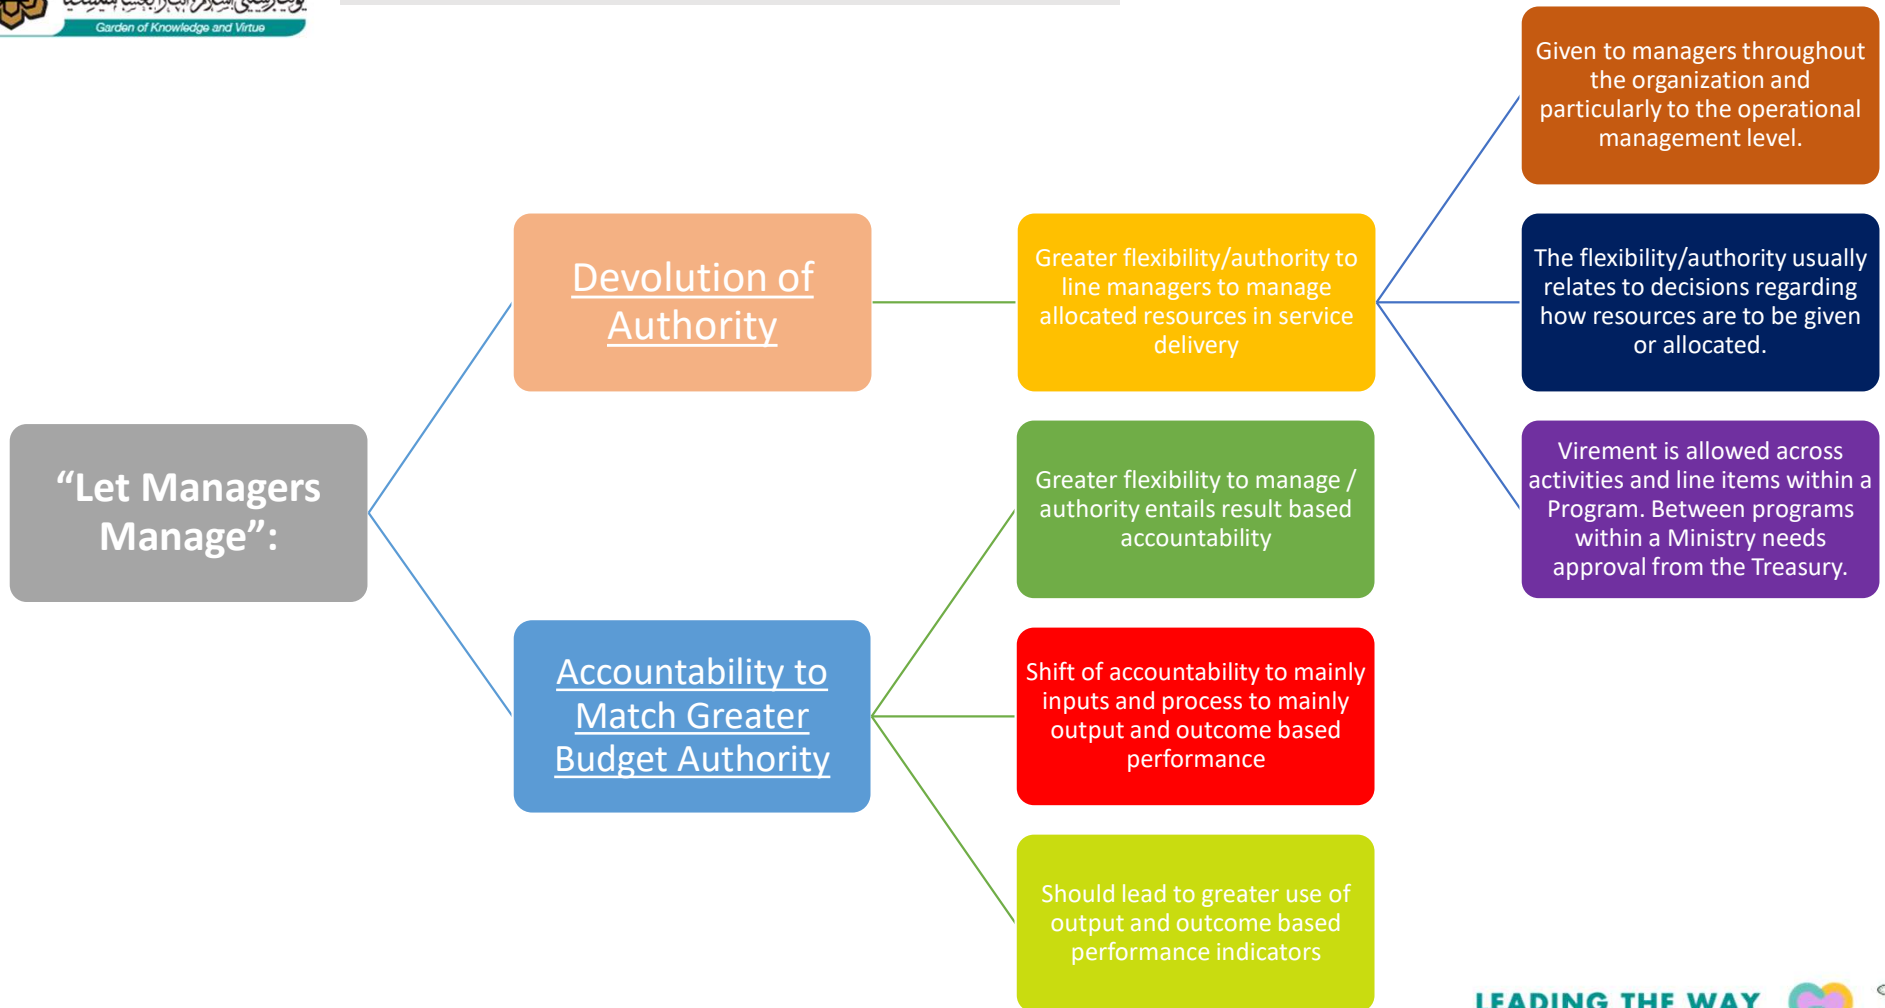 Garden of Knowledge and Virtue
“Let Managers
Manage”:
Devolution of
Authority
Greater flexibility/authority to
line managers to manage
allocated resources in service
delivery
Given to managers throughout
the organization and
particularly to the operational
management level.
The flexibility/authority usually
relates to decisions regarding
how resources are to be given
or allocated.
Virement is allowed across
activities and line items within a
Program. Between programs
within a Ministry needs
approval from the Treasury.
Accountability to
Match Greater
Budget Authority
Greater flexibility to manage /
authority entails result based
accountability
Shift of accountability to mainly
inputs and process to mainly
output and outcome based
performance
Should lead to greater use of
output and outcome based
performance indicators
LEADING THE WAY